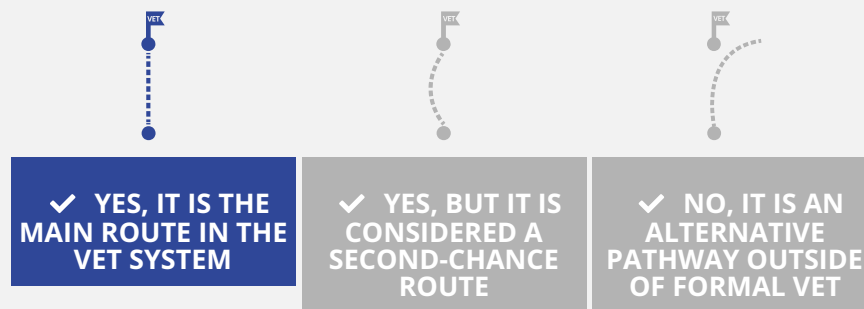 VET
VET
VET
✓ YES, IT IS THE
MAIN ROUTE IN THE
VET SYSTEM
✓ YES, BUT IT IS
CONSIDERED A
SECOND-CHANCE
ROUTE
✓ NO, IT IS AN
ALTERNATIVE
PATHWAY OUTSIDE
OF FORMAL VET